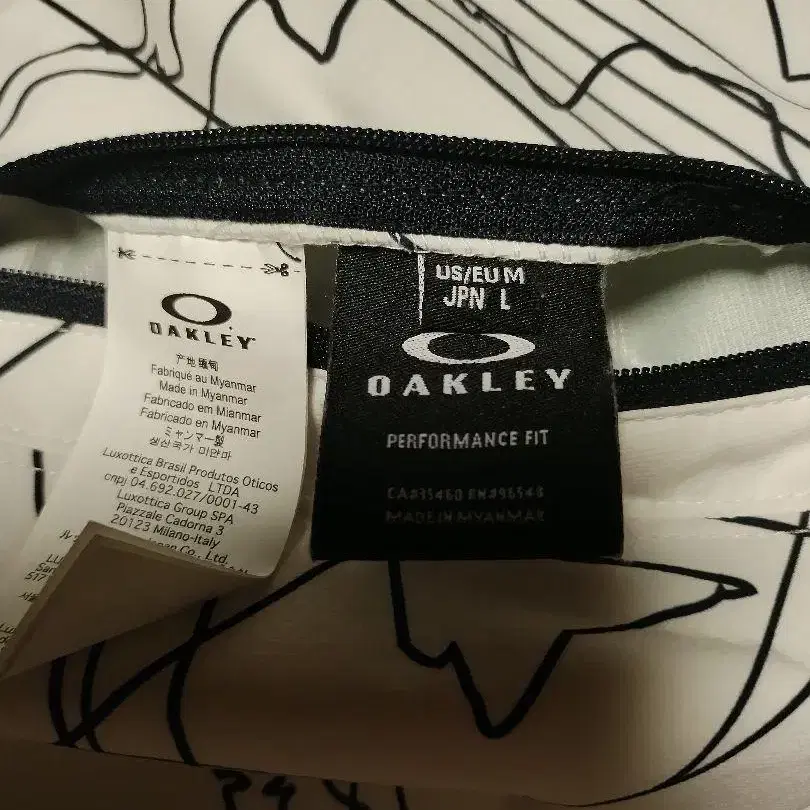 OAKLEY
产地 缅甸
Fabriqué au Myanmar
Made in Myanmar
Fabricado em Mianmar
Fabricado en Myanmar
ミャンマー製
생산국가 미얀마
Luxottica Brasil Produtos Oticos
e Esportidos LTDA
cnpj 04.692.027/0001-43
Luxottica Group SPA
Piazzale Cadorna 3
20123 Milano-Italy
Co., Ltd.
US/EU M
JPN L
OAKLEY
PERFORMANCE FIT
CA#35460 RN#96548
MADE IN MYANMAR